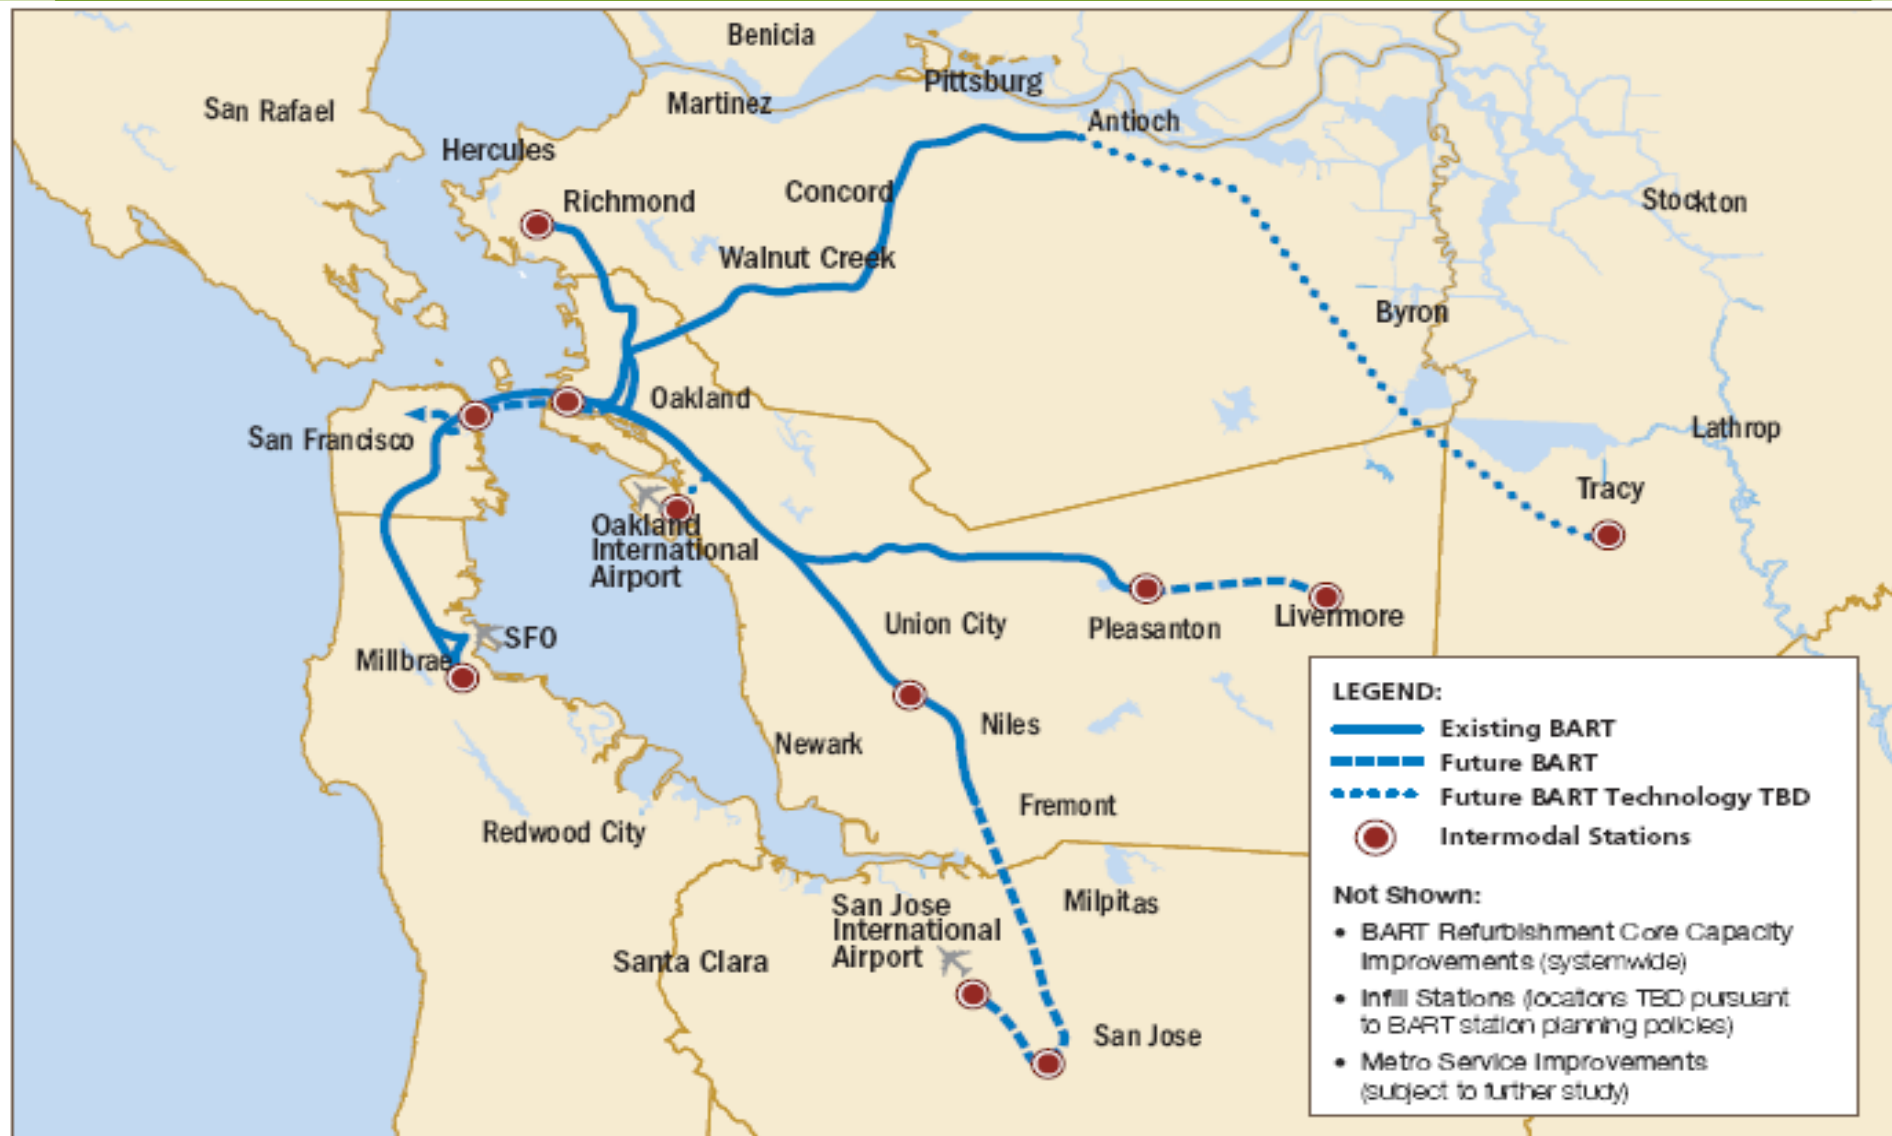 Benicia
Pittsburg
Martinez
San Rafael
Antioch
Hercules
Richmond
Concord
Stockton
Walnut Creek
Byron
Oakland
San Francisco
Lathrop
Tracy
Oakland
International
Airport
Union City
Pleasanton
Livermore
SFO
Millbrae
Niles
Newark
Fremont
Redwood City
Milpitas
San Jose
International
Airport
Santa Clara
San Jose
LEGEND:
Existing BART
Future BART
Future BART Technology TBD
Intermodal Stations
Not Shown:
• BART Refurbishment Core Capacity
Improvements (systemwide)
• Infill Stations (locations TBD pursuant
to BART station planning policies)
• Metro Service Improvements
(subject to further study)